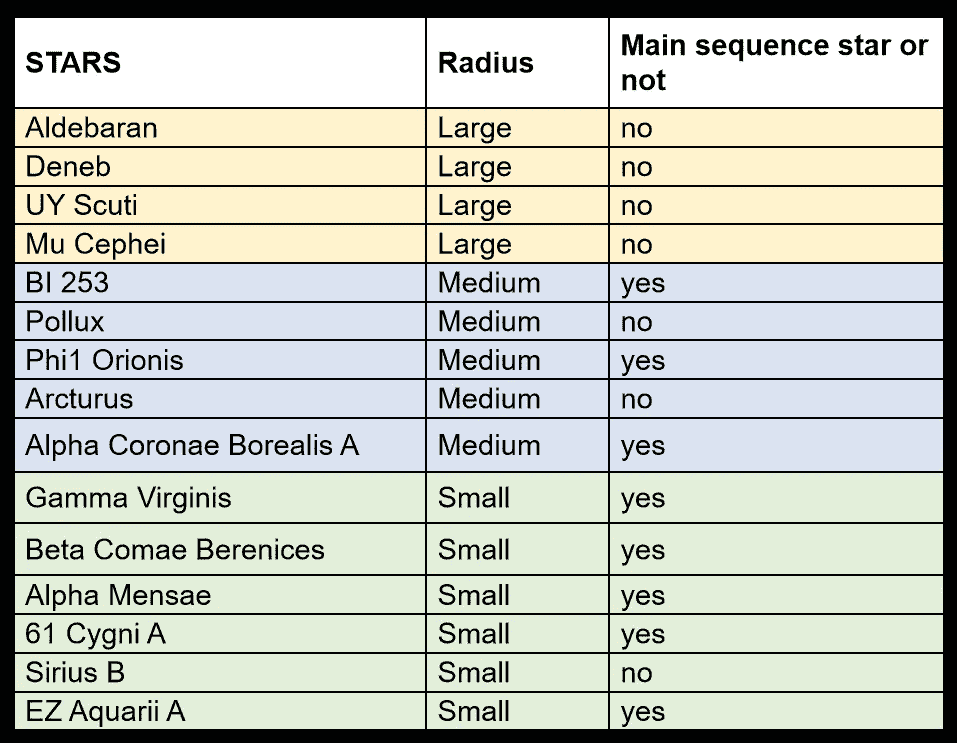 STARS Radius Main sequence star or
not
Aldebaran Large no
Deneb Large no
UY Scuti Large no
Mu Cephei Large no
BI 253 Medium yes
Pollux Medium no
Phi1 Orionis Medium yes
Arcturus Medium no
Alpha Coronae Borealis A Medium yes
Gamma Virginis Small yes
Beta Comae Berenices Small yes
Alpha Mensae Small yes
61 Cygni A Small yes
Sirius B Small no
EZ Aquarii A Small yes